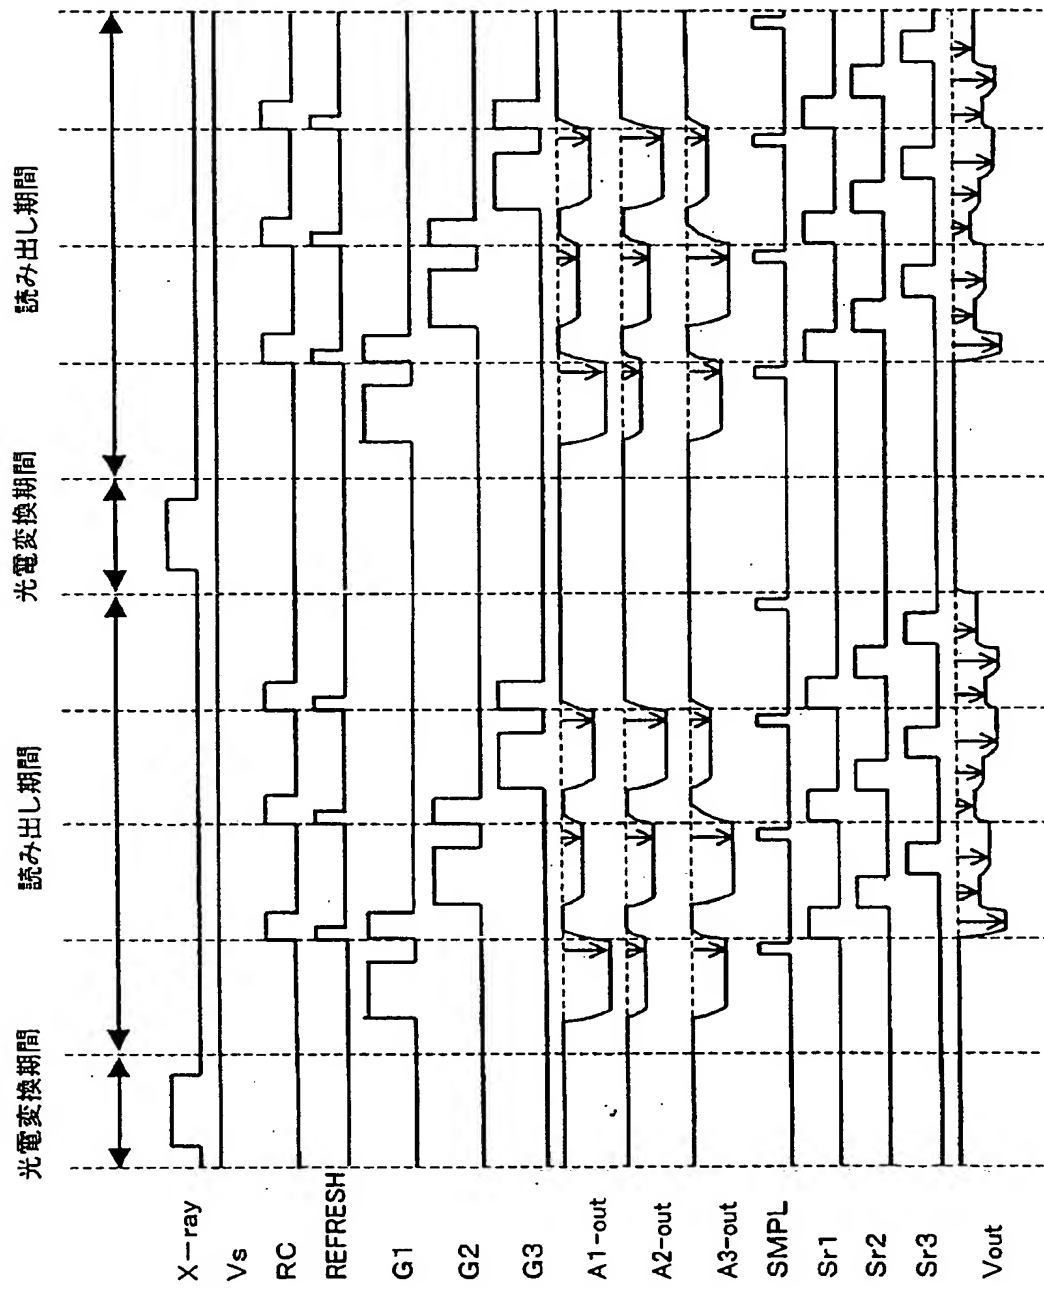 光電変換期間
読み出し期間
光電変換期間
読み出し期間
X-ray
Vs
RC
REFRESH
G1
G2
G3
A1-out
A2-out
A3-out
SMPL
Sr1
Sr2
Sr3
Vout